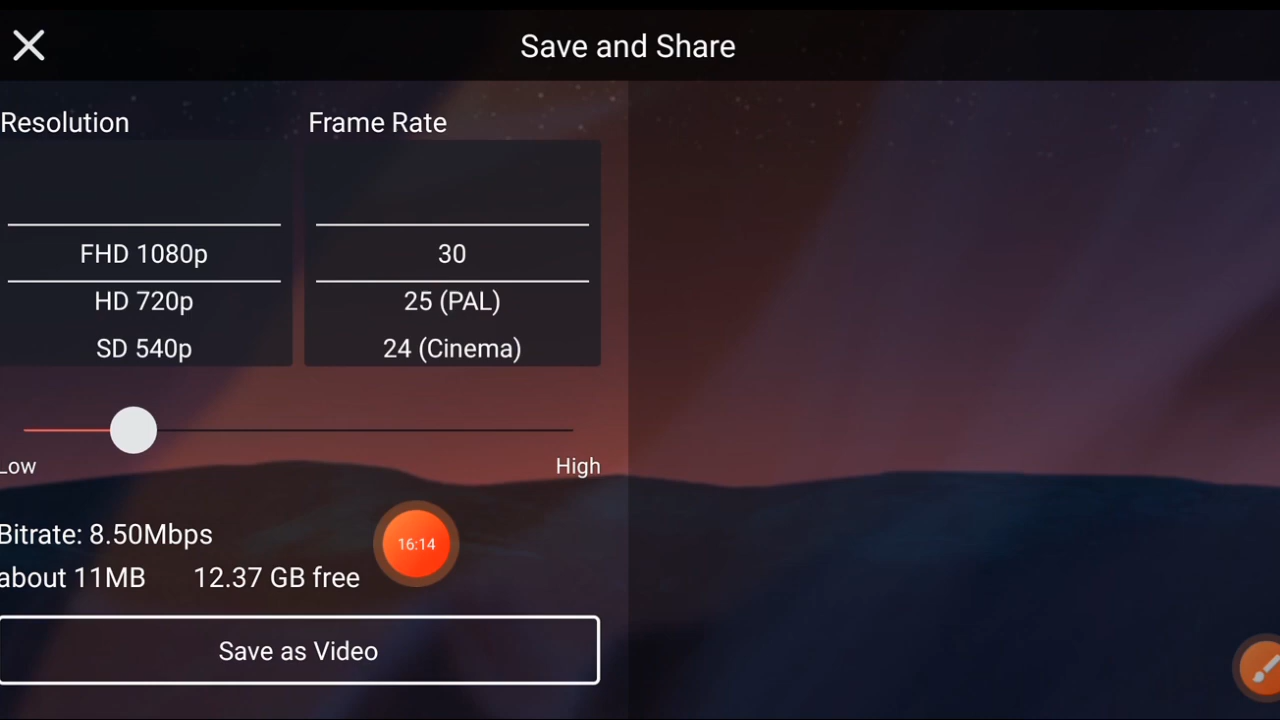 Save and Share
Resolution
Frame Rate
FHD 1080p
30
HD 720p
25 (PAL)
SD 540p
24 (Cinema)
Low
High
Bitrate: 8.50Mbps
16:14
about 11MB
12.37 GB free
Save as Video